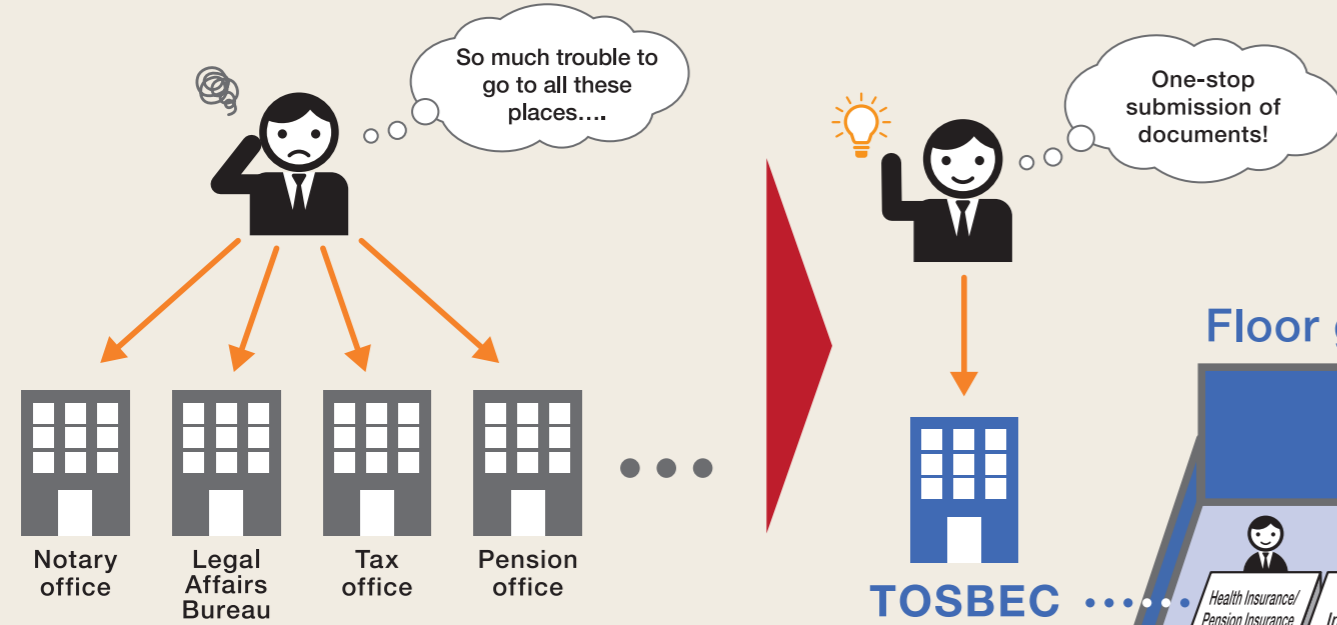 So much trouble to
go to all these
places….
One-stop
submission of
documents!
Floor
Notary
office
Legal
Affairs
Bureau
Tax
office
Pension
office
TOSBEC
Health Insurance/
Pension Insurance